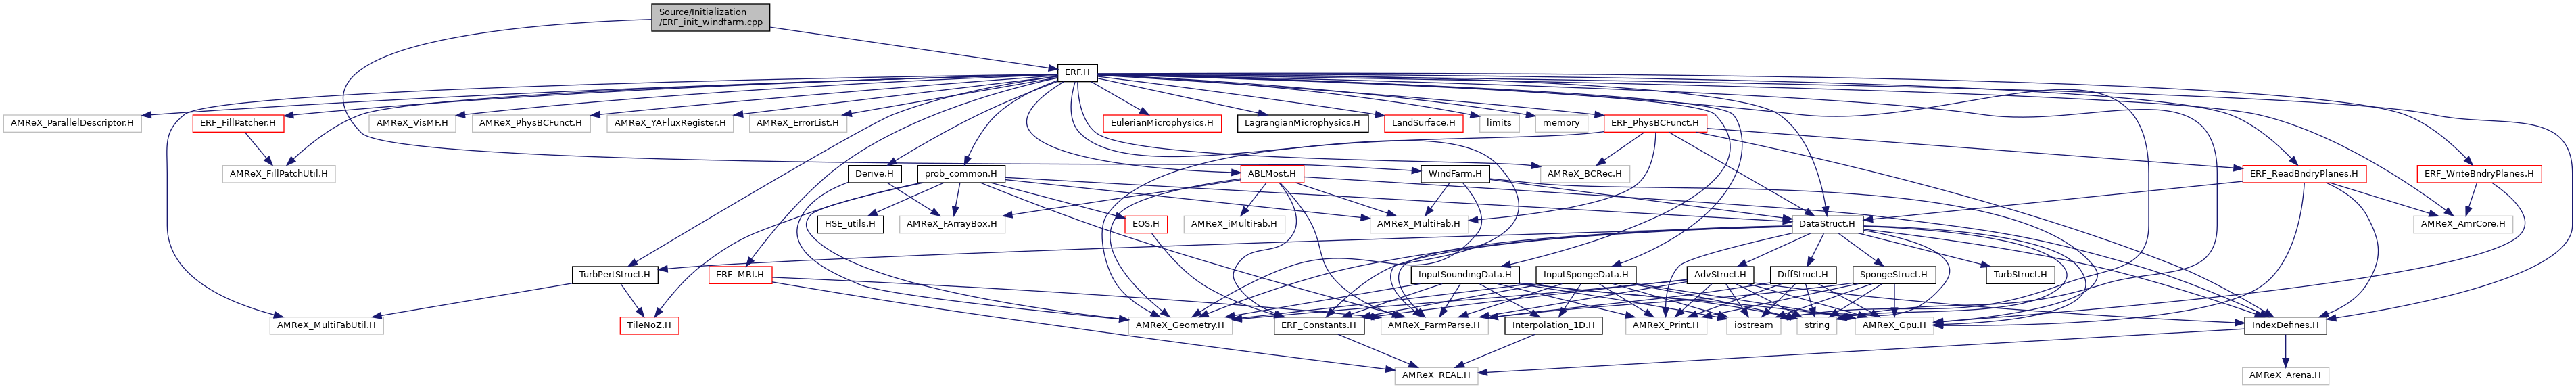 Source/Initialization
/ERF_init_windfarm.cpp
ERF.H
AMReX_ParallelDescriptor.H
ERF_FillPatcher.H
AMReX_VisMF.H
AMReX_PhysBCFunct.H
AMReX_YAFluxRegister.H
AMReX_ErrorList.H
EulerianMicrophysics.H
LagrangianMicrophysics.H
LandSurface.H
limits
memory
ERF_PhysBCFunct.H
AMReX_FillPatchUtil.H
Derive.H
prob_common.H
ABLMost.H
AMReX_BCRec.H
WindFarm.H
ERF_ReadBndryPlanes.H
ERF_WriteBndryPlanes.H
HSE_utils.H
AMReX_FArrayBox.H
EOS.H
AMReX_iMultiFab.H
AMReX_MultiFab.H
DataStruct.H
AMReX_AmrCore.H
TurbPertStruct.H
ERF_MRI.H
InputSoundingData.H
InputSpongeData.H
AdvStruct.H
DiffStruct.H
SpongeStruct.H
TurbStruct.H
AMReX_MultiFabUtil.H
TileNoZ.H
AMReX_Geometry.H
ERF_Constants.H
AMReX_ParmParse.H
Interpolation_1D.H
AMReX_Print.H
iostream
string
AMReX_Gpu.H
IndexDefines.H
AMReX_REAL.H
AMReX_Arena.H